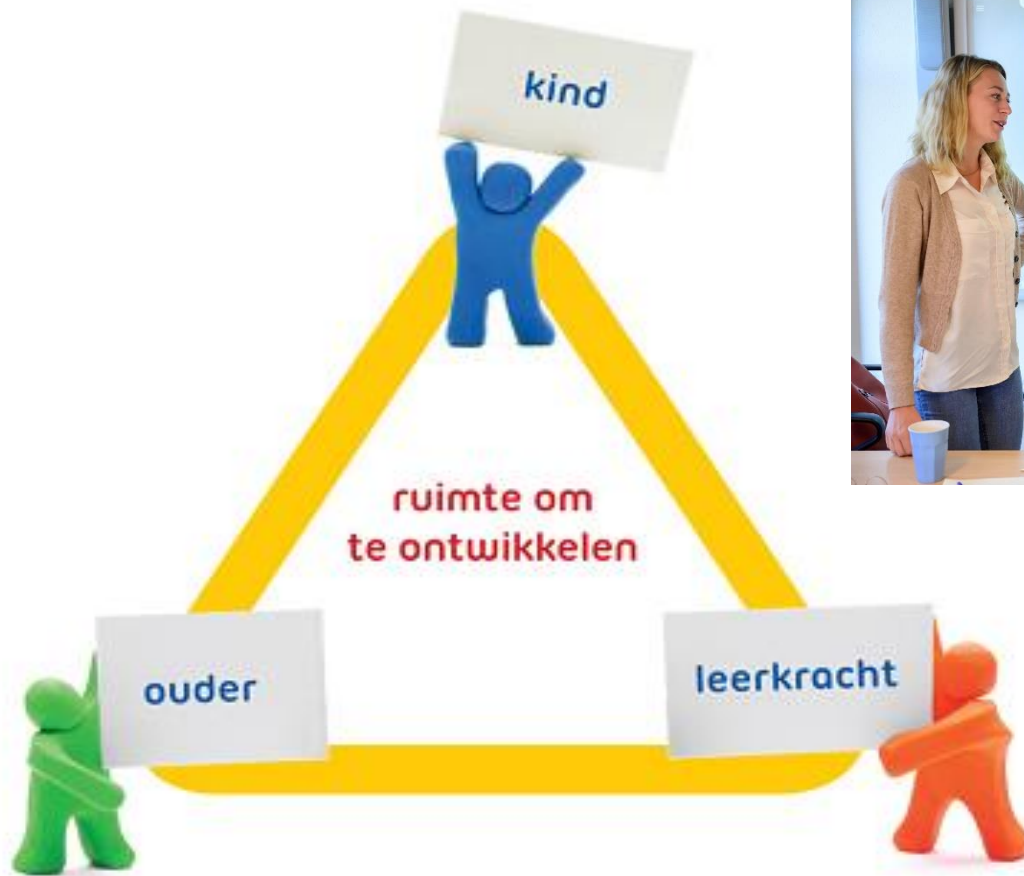 kind
ruimte om
te ontwikkelen
ouder
leerkracht